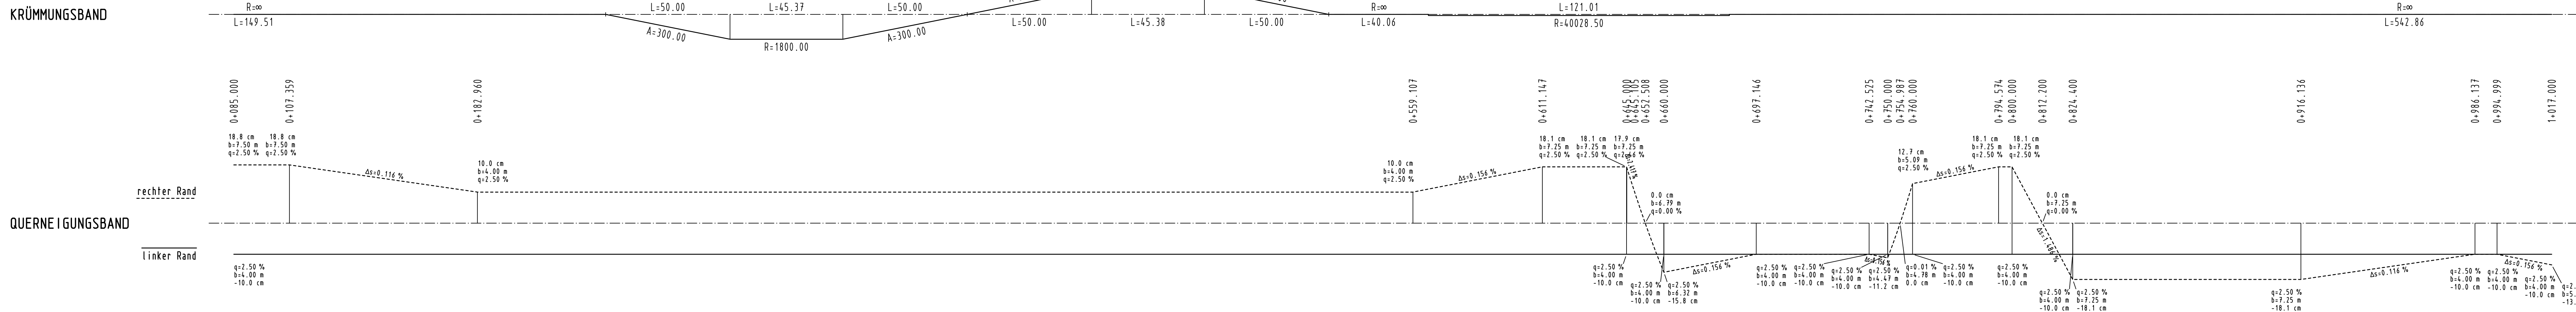 KRÜMMUNGSBAND
R=∞
L=149.51
L=50.00
A=300.00
L=45.37
R=1800.00
L=50.00
A=300.00
L=50.00
L=45.38
L=50.00
R=∞
L=40.06
L=121.01
R=40028.50
R=∞
L=542.86
0+085.000
0+107.359
0+182.960
0+559.107
0+611.147
0+645.000
0+645.105
0+652.508
0+660.000
0+697.146
0+742.525
0+750.000
0+754.987
0+760.000
0+794.574
0+800.000
0+812.200
0+824.400
0+916.136
0+986.137
0+994.999
1+017.000
18.8 cm
b=7.50 m
q=2.50 %
18.8 cm
b=7.50 m
q=2.50 %
Δs=0.116 %
10.0 cm
b=4.00 m
q=2.50 %
10.0 cm
b=4.00 m
q=2.50 %
Δs=0.156 %
18.1 cm
b=7.25 m
q=2.50 %
18.1 cm
b=7.25 m
q=2.50 %
17.9 cm
b=7.25 m
0.0 cm
b=6.79 m
q=0.00 %
12.7 cm
b=5.09 m
q=2.50 %
Δs=0.156 %
18.1 cm
b=7.25 m
q=2.50 %
18.1 cm
b=7.25 m
q=2.50 %
0.0 cm
b=7.25 m
q=0.00 %
rechter Rand
QUERNEIGUNGSBAND
linker Rand
q=2.50 %
b=4.00 m
-10.0 cm
q=2.50 %
b=4.00 m
-10.0 cm
q=2.50 %
b=4.00 m
-10.0 cm
q=2.50 %
b=6.32 m
-15.8 cm
Δs=0.156 %
q=2.50 %
b=4.00 m
-10.0 cm
q=2.50 %
b=4.00 m
-10.0 cm
q=2.50 %
b=4.00 m
-10.0 cm
q=2.50 %
b=4.47 m
-11.2 cm
q=0.01 %
b=4.78 m
0.0 cm
q=2.50 %
b=4.00 m
-10.0 cm
q=2.50 %
b=4.00 m
-10.0 cm
q=2.50 %
b=4.00 m
-10.0 cm
q=2.50 %
b=7.25 m
-18.1 cm
q=2.50 %
b=7.25 m
-18.1 cm
Δs=0.116 %
q=2.50 %
b=4.00 m
-10.0 cm
q=2.50 %
b=4.00 m
-10.0 cm
Δs=0.156 %
q=2.50 %
b=4.00 m
-10.0 cm